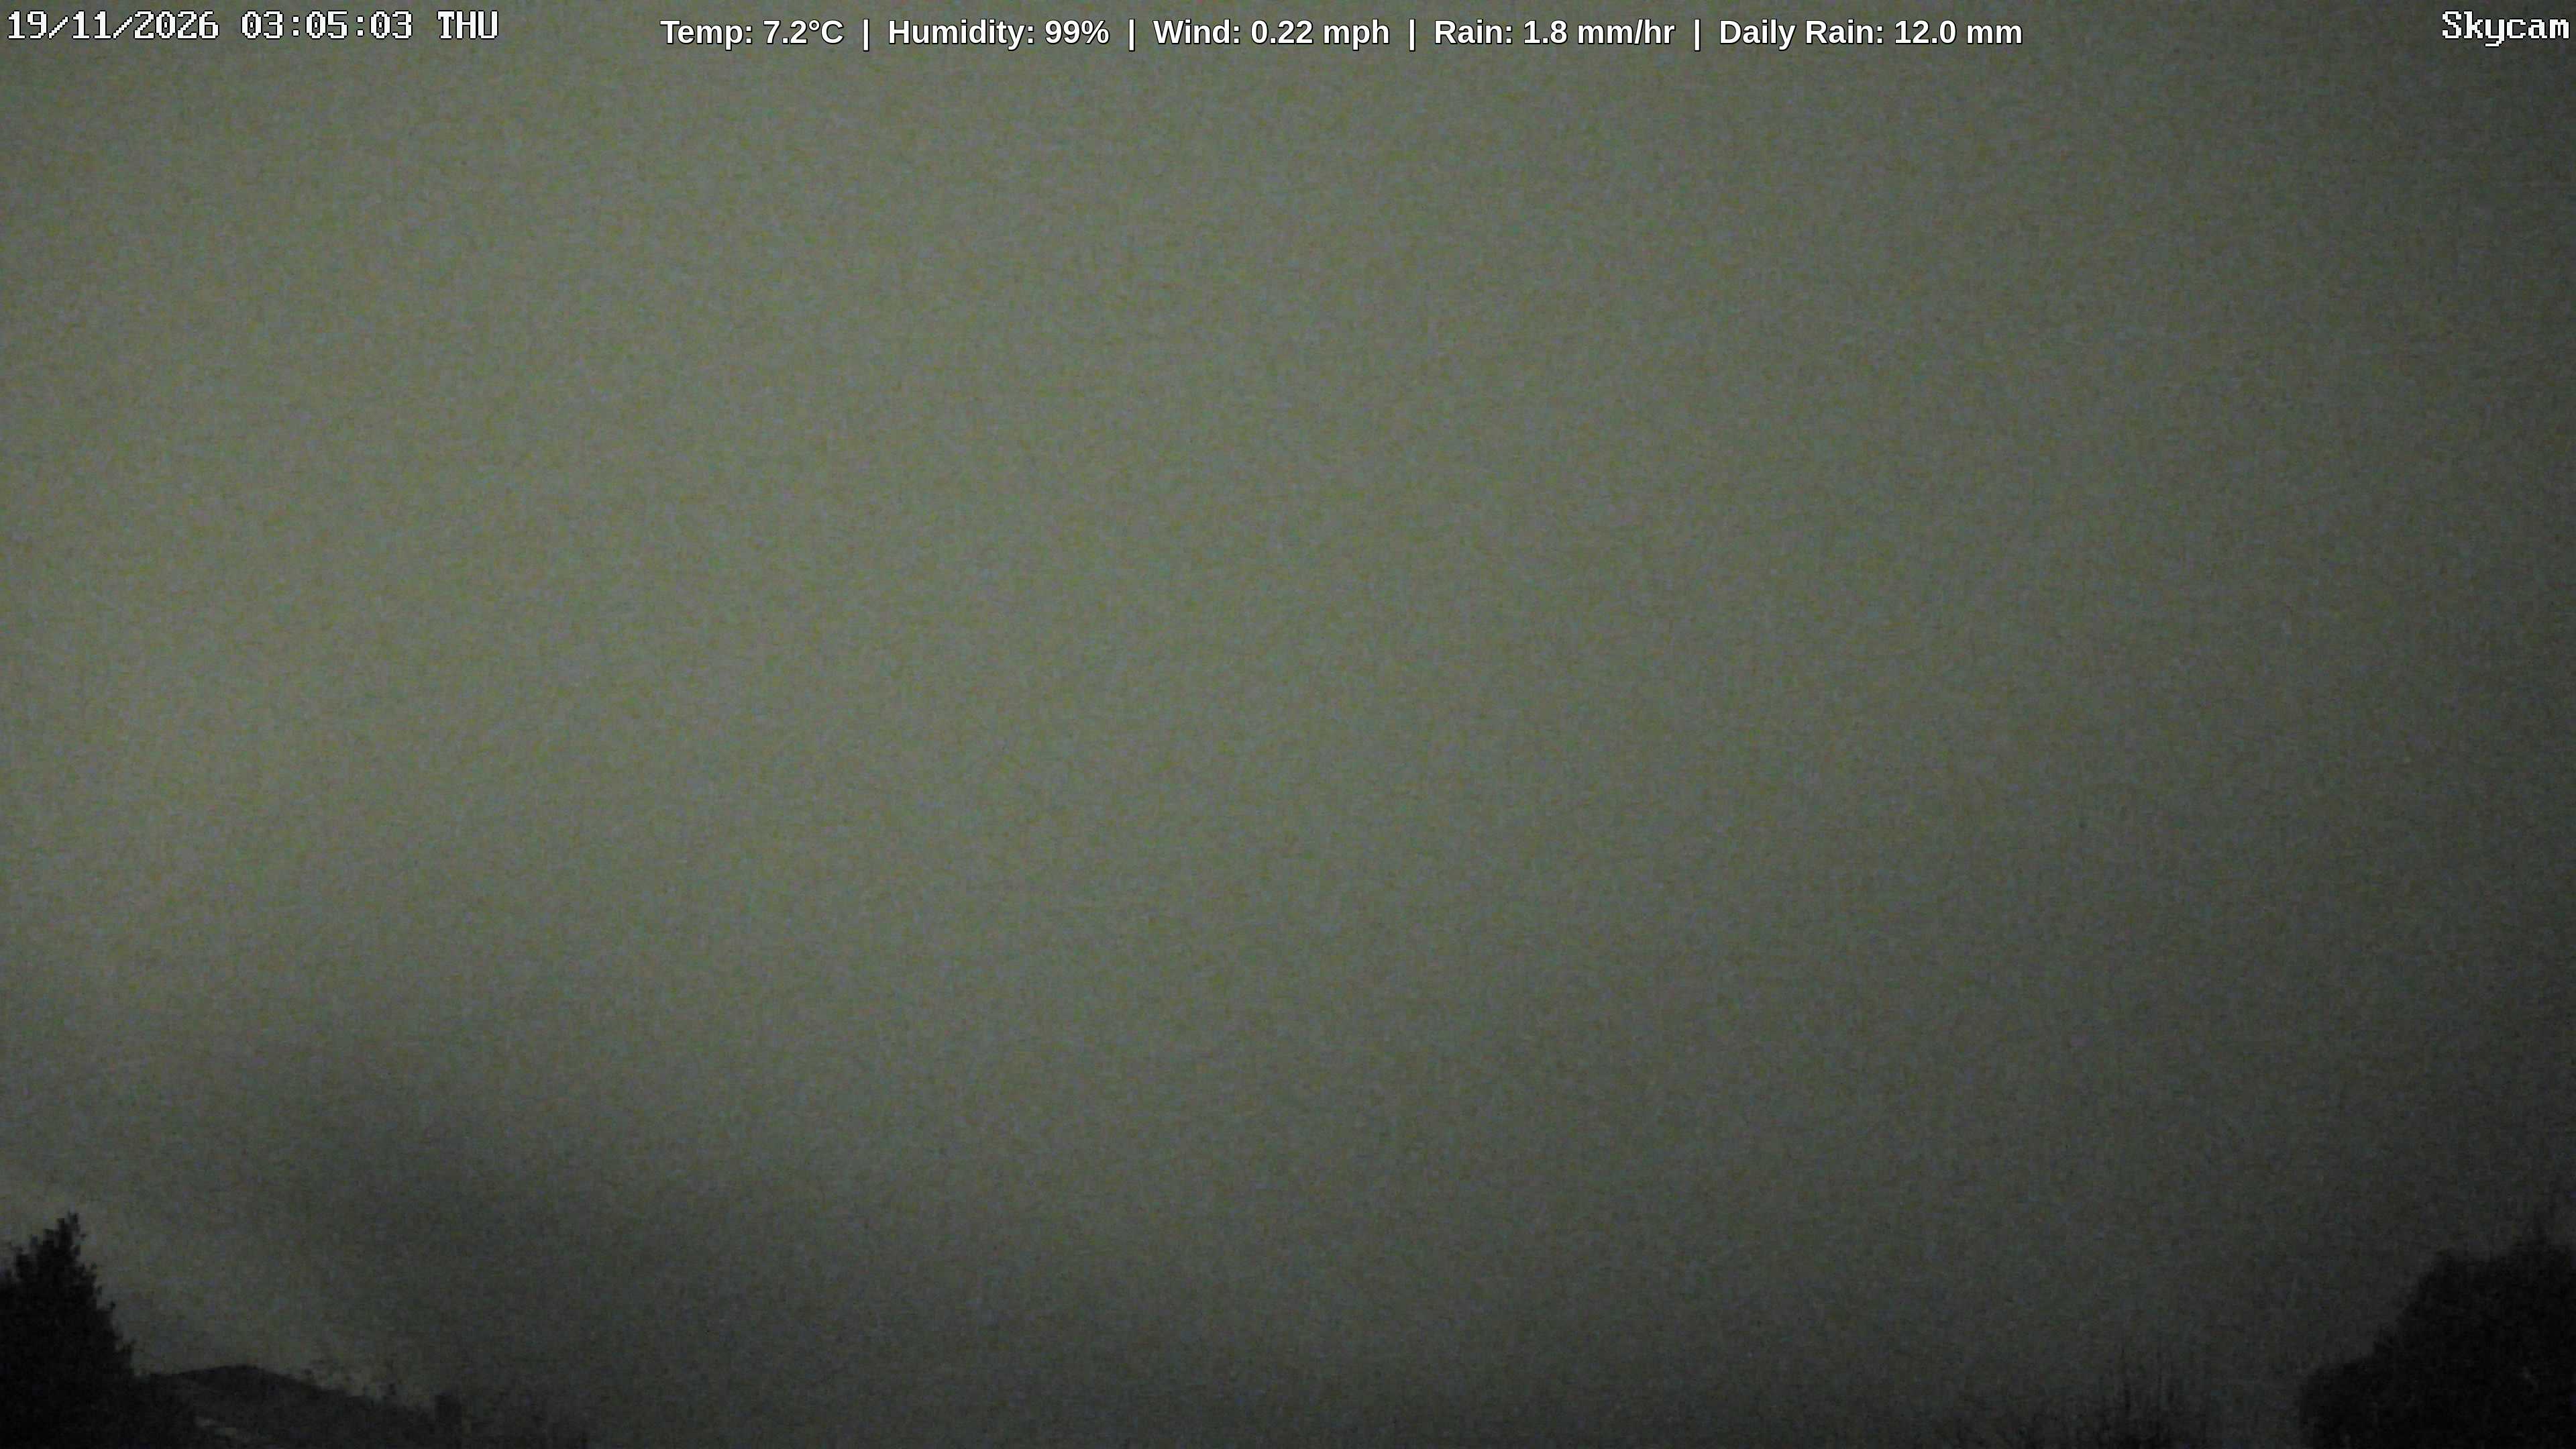 19/11/2026 03:05:03 THU
Temp: 7.2°C | Humidity: 99% | Wind: 0.22 mph | Rain: 1.8 mm/hr | Daily Rain: 12.0 mm
Skycam